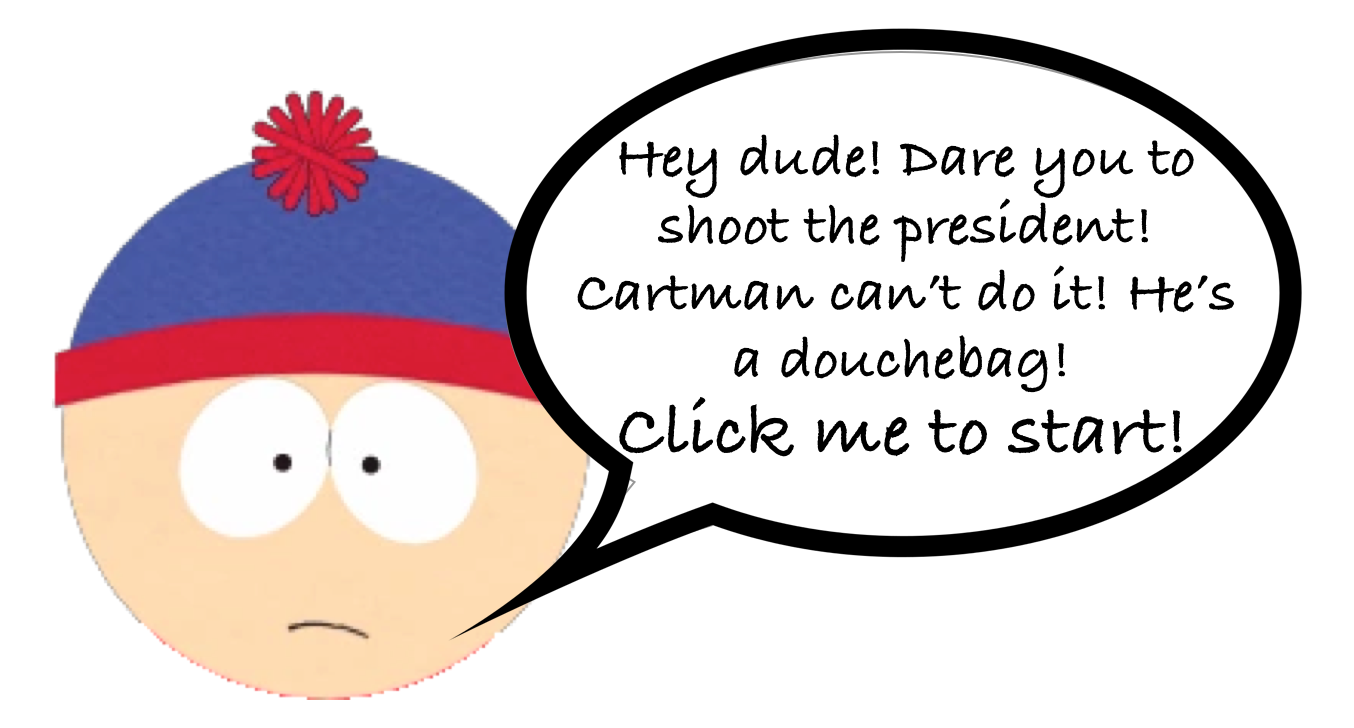 Hey dude! Dare you to
shoot the president!
Cartman can't do it! He's
a douchebag!
Click me to start!